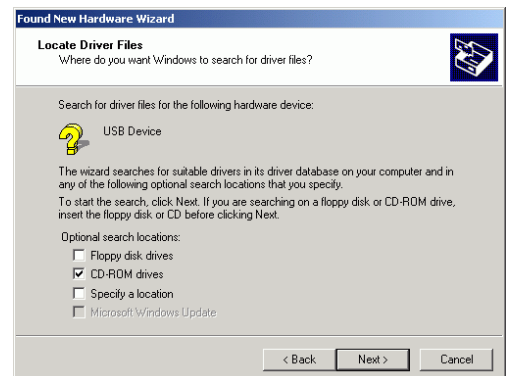 Found New Hardware Wizard
Locate Driver Files
Where do you want Windows to search for driver files?
Search for driver files for the following hardware device:
USB Device
The wizard searches for suitable drivers in its driver database on your computer and in
any of the following optional search locations that you specify.
To start the search, click Next. If you are searching on a floppy disk or CD-ROM drive,
insert the floppy disk or CD before clicking Next.
Optional search locations:
Floppy disk drives
CD-ROM drives
Specify a location
Microsoft Windows Update
< Back
Next >
Cancel